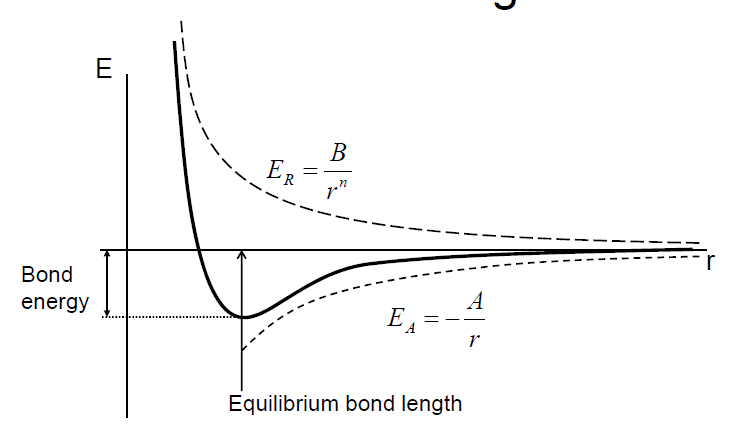 g
E
E_R = B / r^n
r
Bond
energy
E_A = - A / r
Equilibrium bond length